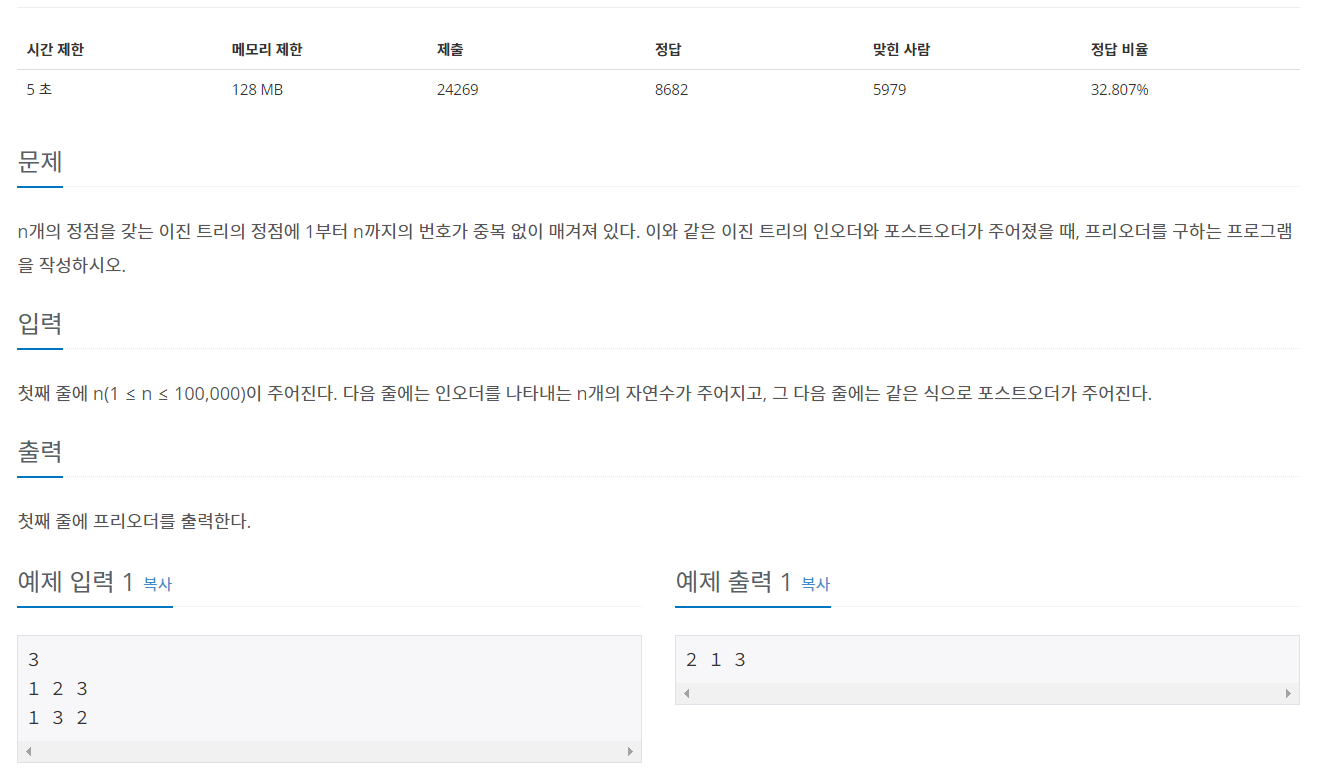 시간 제한 메모리 제한 제출 정답 맞힌 사람 정답 비율
5 초 128 MB 24269 8682 5979 32.807%
문제
n개의 정점을 갖는 이진 트리의 정점에 1부터 n까지의 번호가 중복 없이 매겨져 있다. 이와 같은 이진 트리의 인오더와 포스트오더가 주어졌을 때, 프리오더를 구하는 프로그램
을 작성하시오.
입력
첫째 줄에 n(1 ≤ n ≤ 100,000)이 주어진다. 다음 줄에는 인오더를 나타내는 n개의 자연수가 주어지고, 그 다음 줄에는 같은 식으로 포스트오더가 주어진다.
출력
첫째 줄에 프리오더를 출력한다.
예제 입력 1 복사
3
1 2 3
1 3 2
예제 출력 1 복사
2 1 3